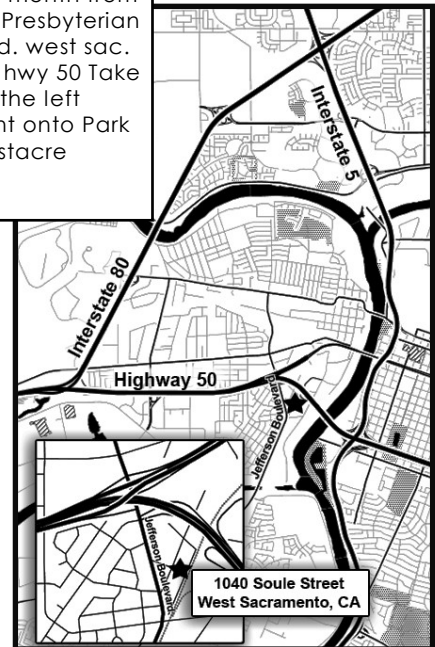 month from
Presbyterian
d. west sac.
hwy 50 Take
the left
nt onto Park
stacre
Interstate 5
Interstate 80
Highway 50
Jefferson Boulevard
Jefferson Boulevard
1040 Soule Street
West Sacramento, CA